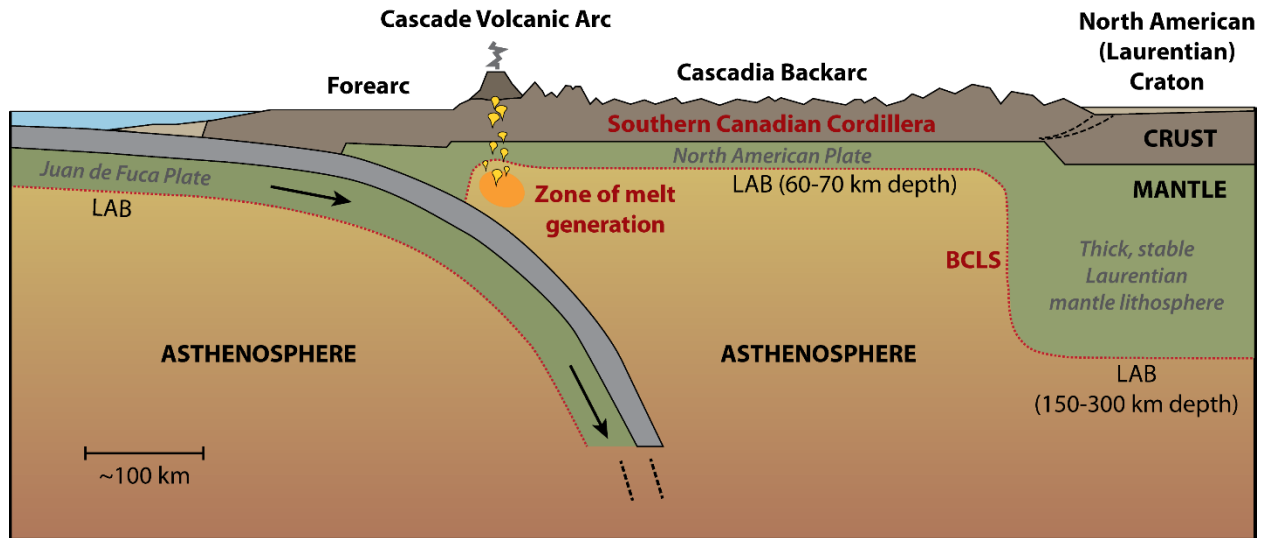 Cascade Volcanic Arc
North American
(Laurentian)
Craton
Forearc
Cascadia Backarc
Southern Canadian Cordillera
CRUST
North American Plate
Juan de Fuca Plate
LAB
LAB (60-70 km depth)
MANTLE
Zone of melt
generation
BCLS
Thick, stable
Laurentian
mantle lithosphere
ASTHENOSPHERE
ASTHENOSPHERE
LAB
(150-300 km depth)
~100 km